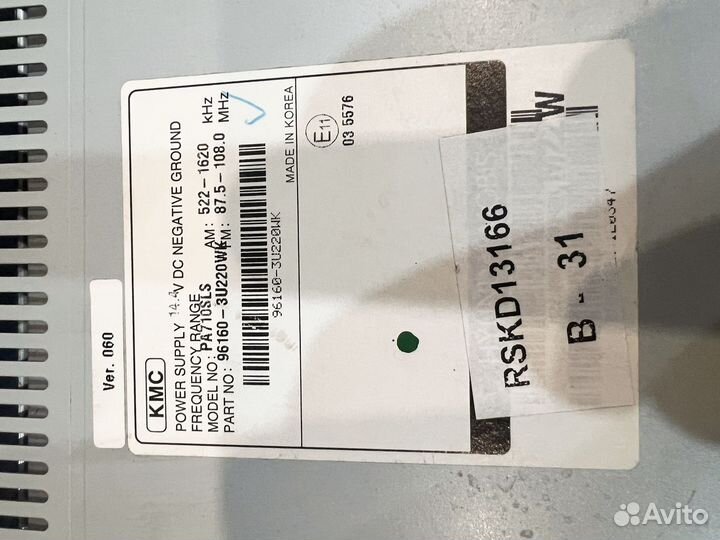 Ver. 060
KMC
POWER SUPPLY 14.4V DC NEGATIVE GROUND
FREQUENCY RANGE AM: 522-1620 kHz
FM: 87.5-108.0 MHz
MODEL NO: PA710SLS
PART NO: 96160-3U220WK
96160-3U220WK
MADE IN KOREA
E11
03 5576
RSKD13166
B - 31
W
Avito